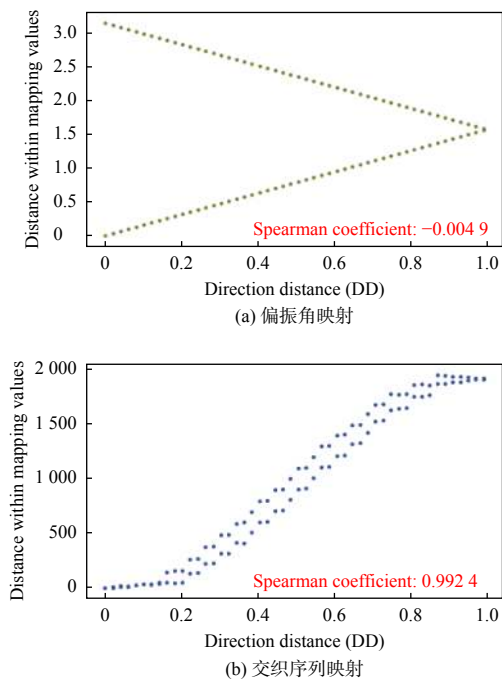 3.0
2.5
2.0
1.5
1.0
0.5
0
Distance within mapping values
Spearman coefficient: −0.004 9
0 0.2 0.4 0.6 0.8 1.0
Direction distance (DD)
(a) 偏振角映射
2 000
1 500
1 000
500
0
Distance within mapping values
Spearman coefficient: 0.992 4
0 0.2 0.4 0.6 0.8 1.0
Direction distance (DD)
(b) 交织序列映射